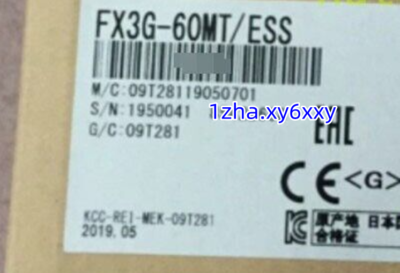 FX3G-60MT/ESS
M/C:09T28119050701
S/N:1950041
1zha.xy6xxy
G/C:09T281
EAC
CE <G>
KCC-REI-MEK-09T281
2019.05
原产地 日本国
合格证